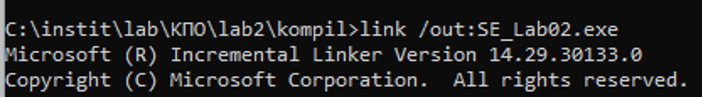 C:\instit\lab\КПО\lab2\kompil>link /out:SE_Lab02.exe
Microsoft (R) Incremental Linker Version 14.29.30133.0
Copyright (C) Microsoft Corporation.  All rights reserved.